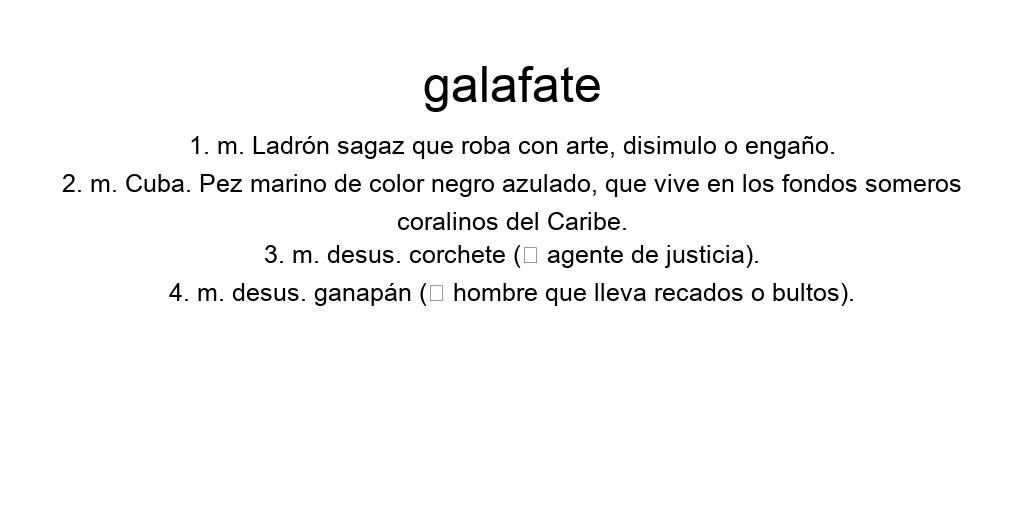 galafate
1. m. Ladrón sagaz que roba con arte, disimulo o engaño.
2. m. Cuba. Pez marino de color negro azulado, que vive en los fondos someros
coralinos del Caribe.
3. m. desus. corchete (□ agente de justicia).
4. m. desus. ganapán (□ hombre que lleva recados o bultos).